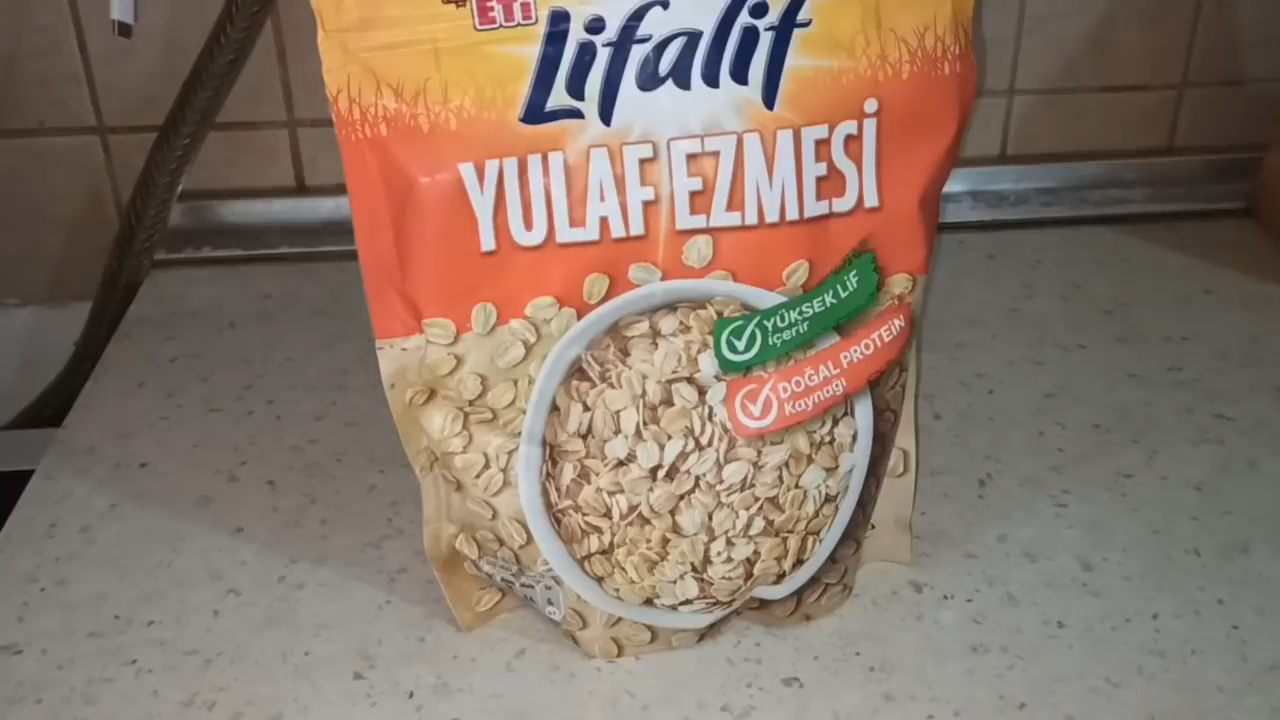 ETİ
Lifalif
YULAF EZMESİ
YÜKSEK LİF
içerir
DOĞAL PROTEİN
Kaynağı